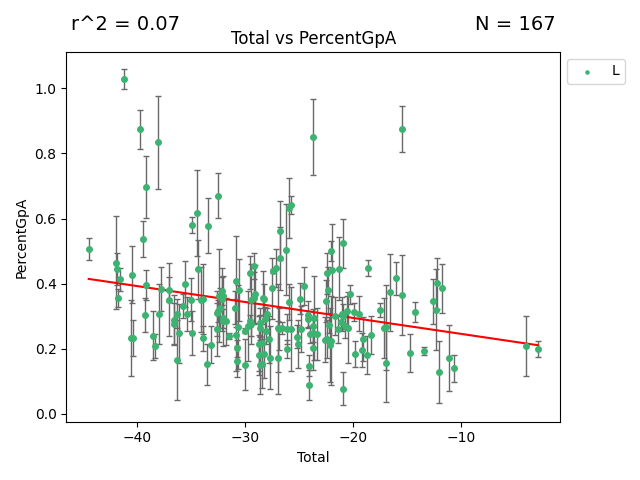 r^2 = 0.07
N = 167
Total vs PercentGpA
L
PercentGpA
1.0
0.8
0.6
0.4
0.2
0.0
−40
−30
−20
−10
Total